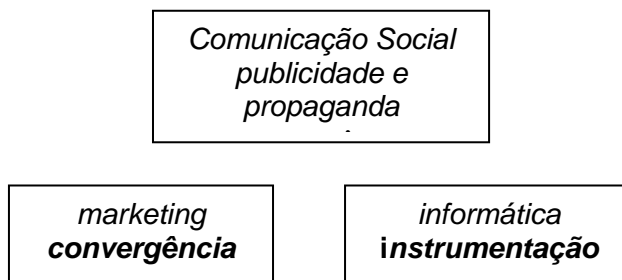 Comunicação Social
publicidade e
propaganda
marketing
convergência
informática
instrumentação